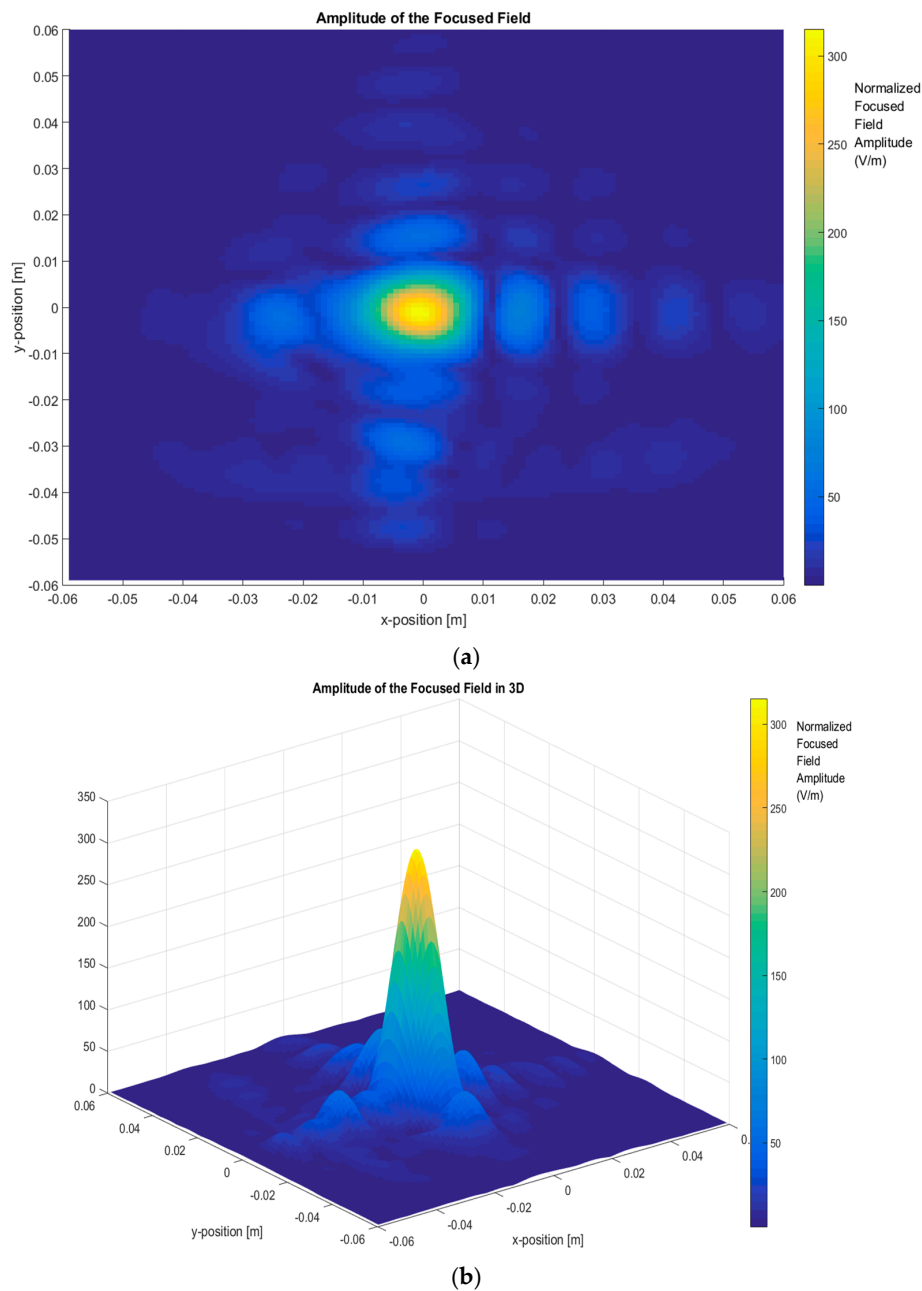 Amplitude of the Focused Field
0.06
0.05
0.04
0.03
0.02
0.01
0
-0.01
-0.02
-0.03
-0.04
-0.05
-0.06
y-position [m]
-0.06 -0.05 -0.04 -0.03 -0.02 -0.01 0 0.01 0.02 0.03 0.04 0.05 0.06
x-position [m]
300
250
200
150
100
50
Normalized
Focused
Field
Amplitude
(V/m)
(a)
Amplitude of the Focused Field in 3D
350
300
250
200
150
100
50
0
0.06
0.04
0.02
0
-0.02
-0.04
-0.06
y-position [m]
-0.06
-0.04
-0.02
0
0.02
0.04
0.
x-position [m]
300
250
200
150
100
50
Normalized
Focused
Field
Amplitude
(V/m)
(b)